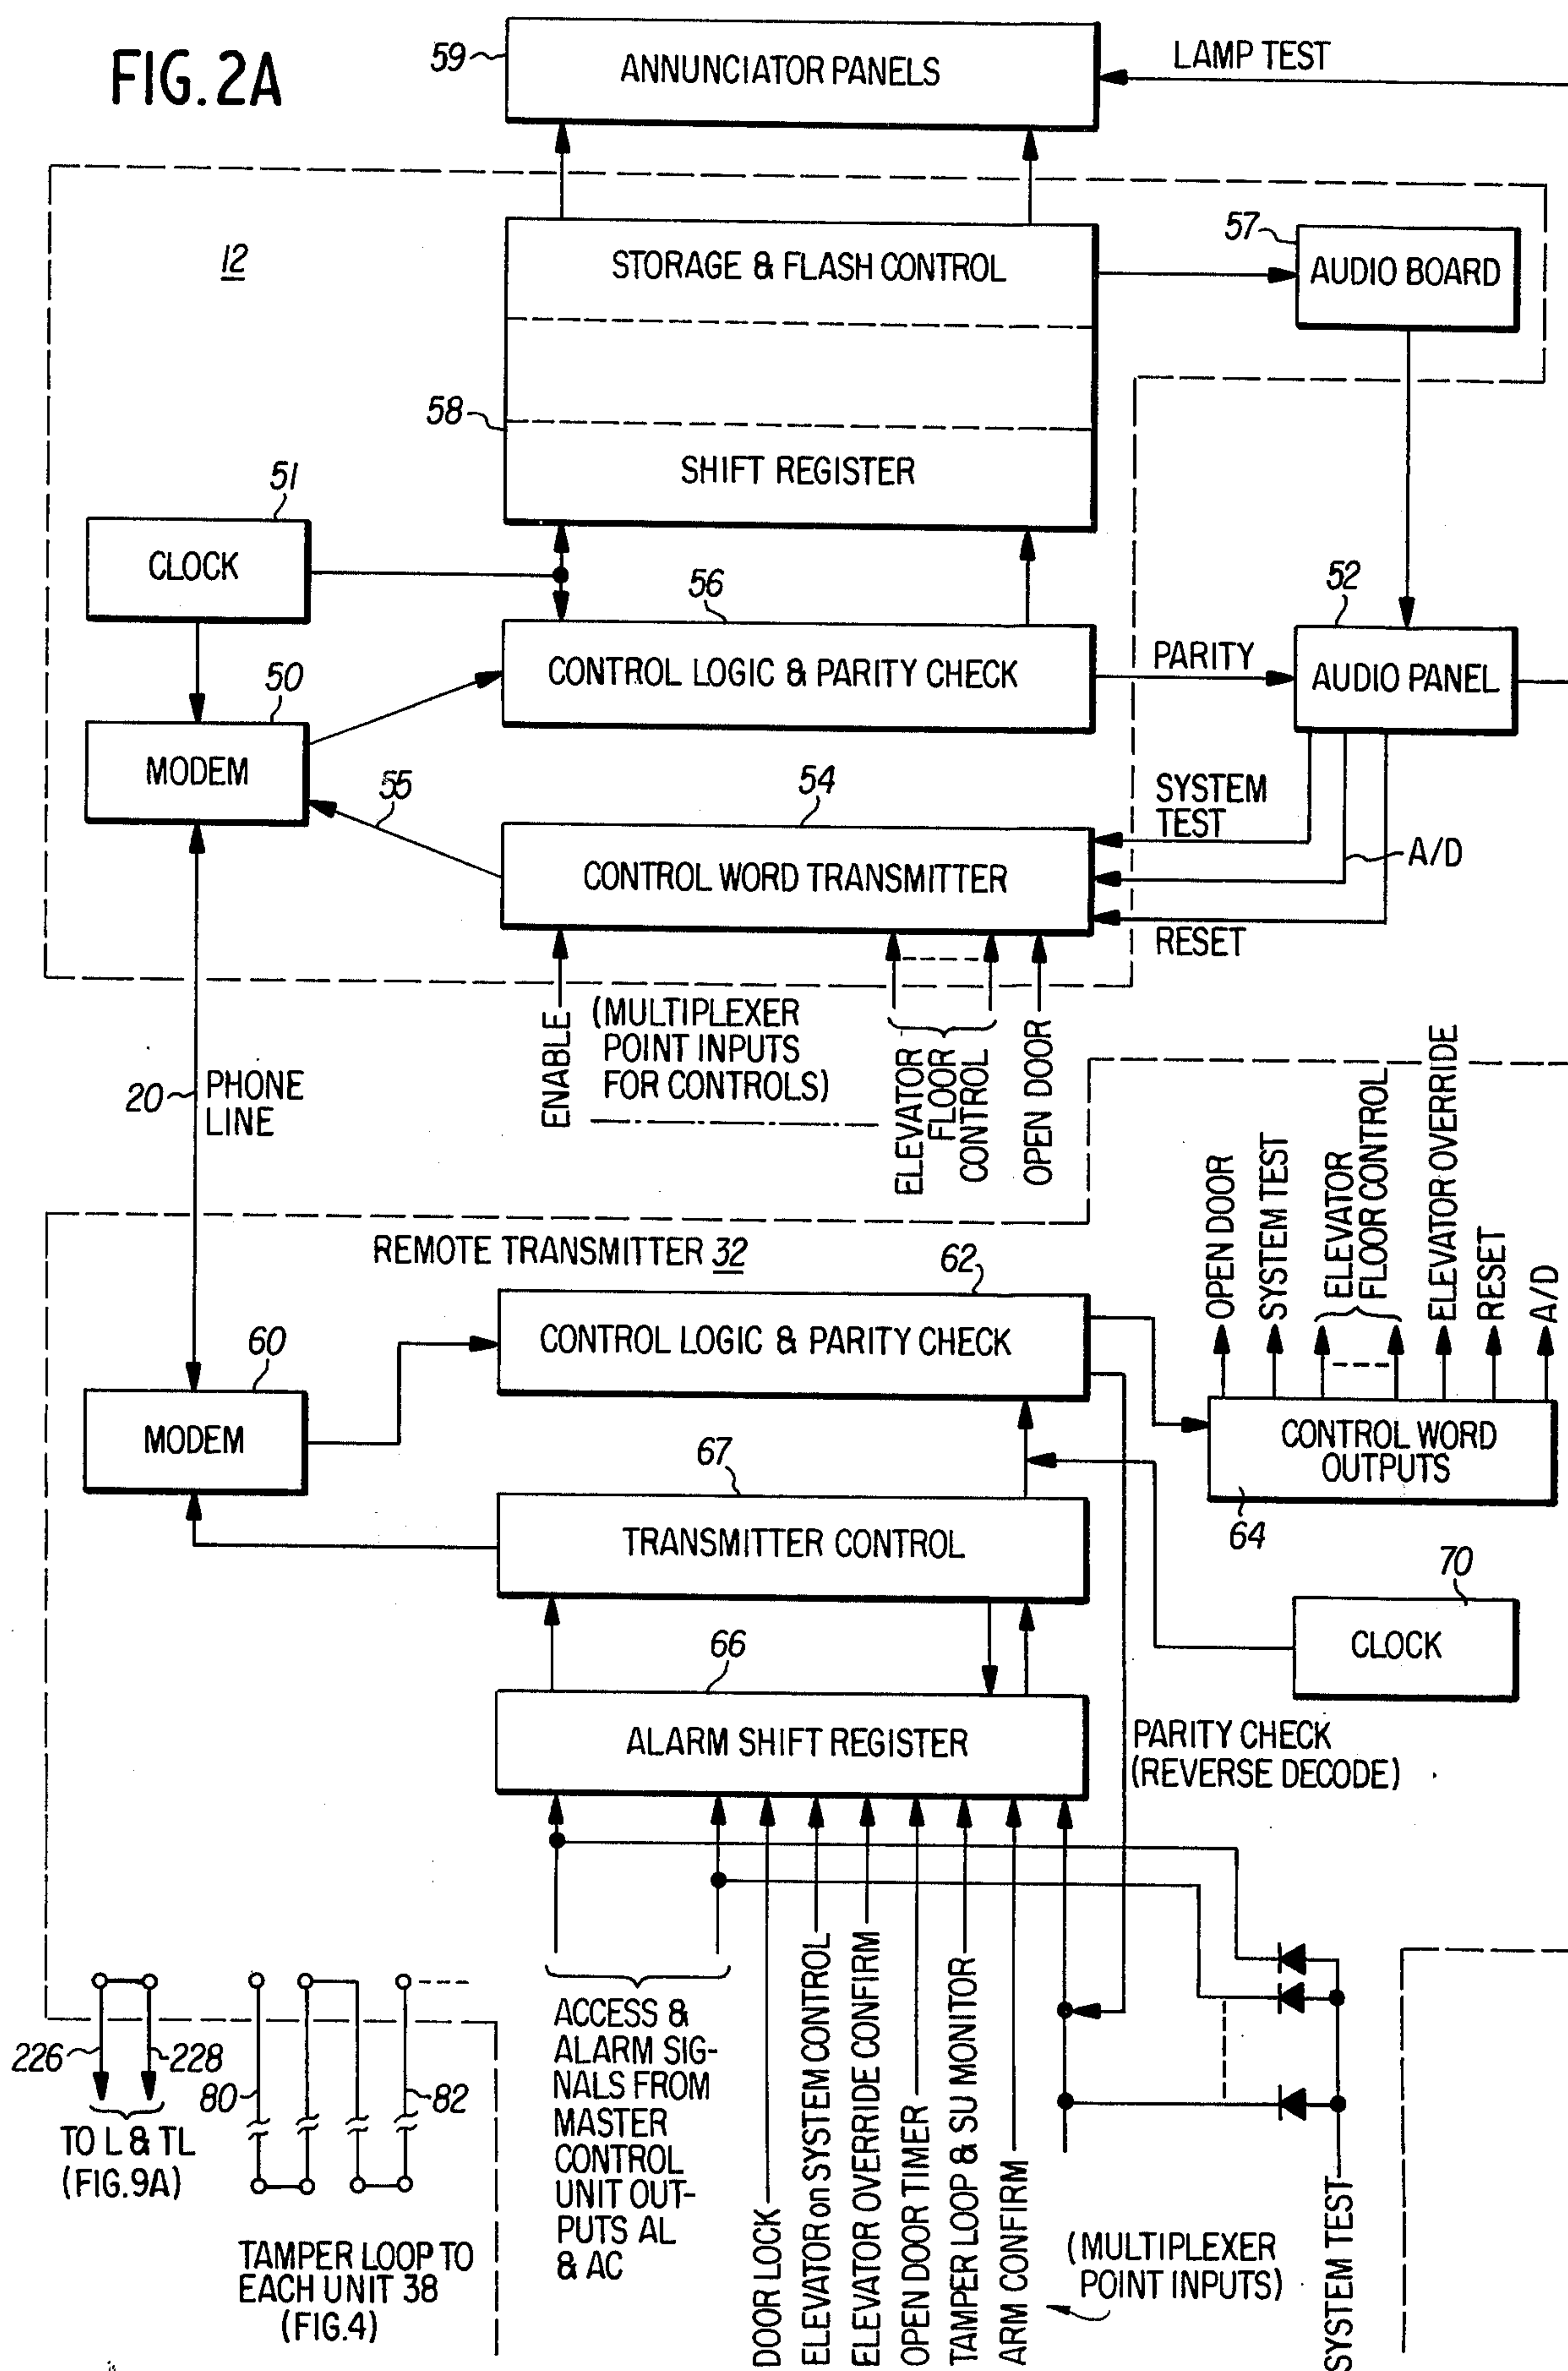 FIG. 2A
59
ANNUNCIATOR PANELS
LAMP TEST
12
STORAGE & FLASH CONTROL
57
AUDIO BOARD
58
SHIFT REGISTER
51
CLOCK
56
CONTROL LOGIC & PARITY CHECK
PARITY
52
AUDIO PANEL
50
MODEM
55
54
CONTROL WORD TRANSMITTER
SYSTEM
TEST
A/D
RESET
ENABLE
(MULTIPLEXER
POINT INPUTS
FOR CONTROLS)
ELEVATOR
FLOOR
CONTROL
OPEN DOOR
20
PHONE
LINE
REMOTE TRANSMITTER 32
62
CONTROL LOGIC & PARITY CHECK
OPEN DOOR
SYSTEM TEST
ELEVATOR
FLOOR CONTROL
ELEVATOR OVERRIDE
RESET
A/D
60
MODEM
CONTROL WORD
OUTPUTS
64
67
TRANSMITTER CONTROL
70
CLOCK
66
ALARM SHIFT REGISTER
PARITY CHECK
(REVERSE DECODE)
226
228
TO L & TL
(FIG.9A)
80
82
TAMPER LOOP TO
EACH UNIT 38
(FIG.4)
ACCESS &
ALARM SIG-
NALS FROM
MASTER
CONTROL
UNIT OUT-
PUTS AL
& AC
DOOR LOCK
ELEVATOR on SYSTEM CONTROL
ELEVATOR OVERRIDE CONFIRM
OPEN DOOR TIMER
TAMPER LOOP & SU MONITOR
ARM CONFIRM
(MULTIPLEXER
POINT INPUTS)
SYSTEM TEST